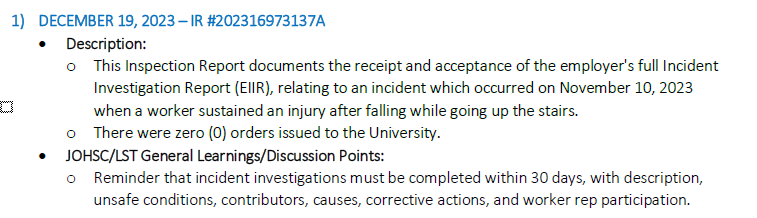 1) DECEMBER 19, 2023 – IR #202316973137A
• Description:
o This Inspection Report documents the receipt and acceptance of the employer's full Incident
Investigation Report (EIIR), relating to an incident which occurred on November 10, 2023
when a worker sustained an injury after falling while going up the stairs.
o There were zero (0) orders issued to the University.
• JOHSC/LST General Learnings/Discussion Points:
o Reminder that incident investigations must be completed within 30 days, with description,
unsafe conditions, contributors, causes, corrective actions, and worker rep participation.